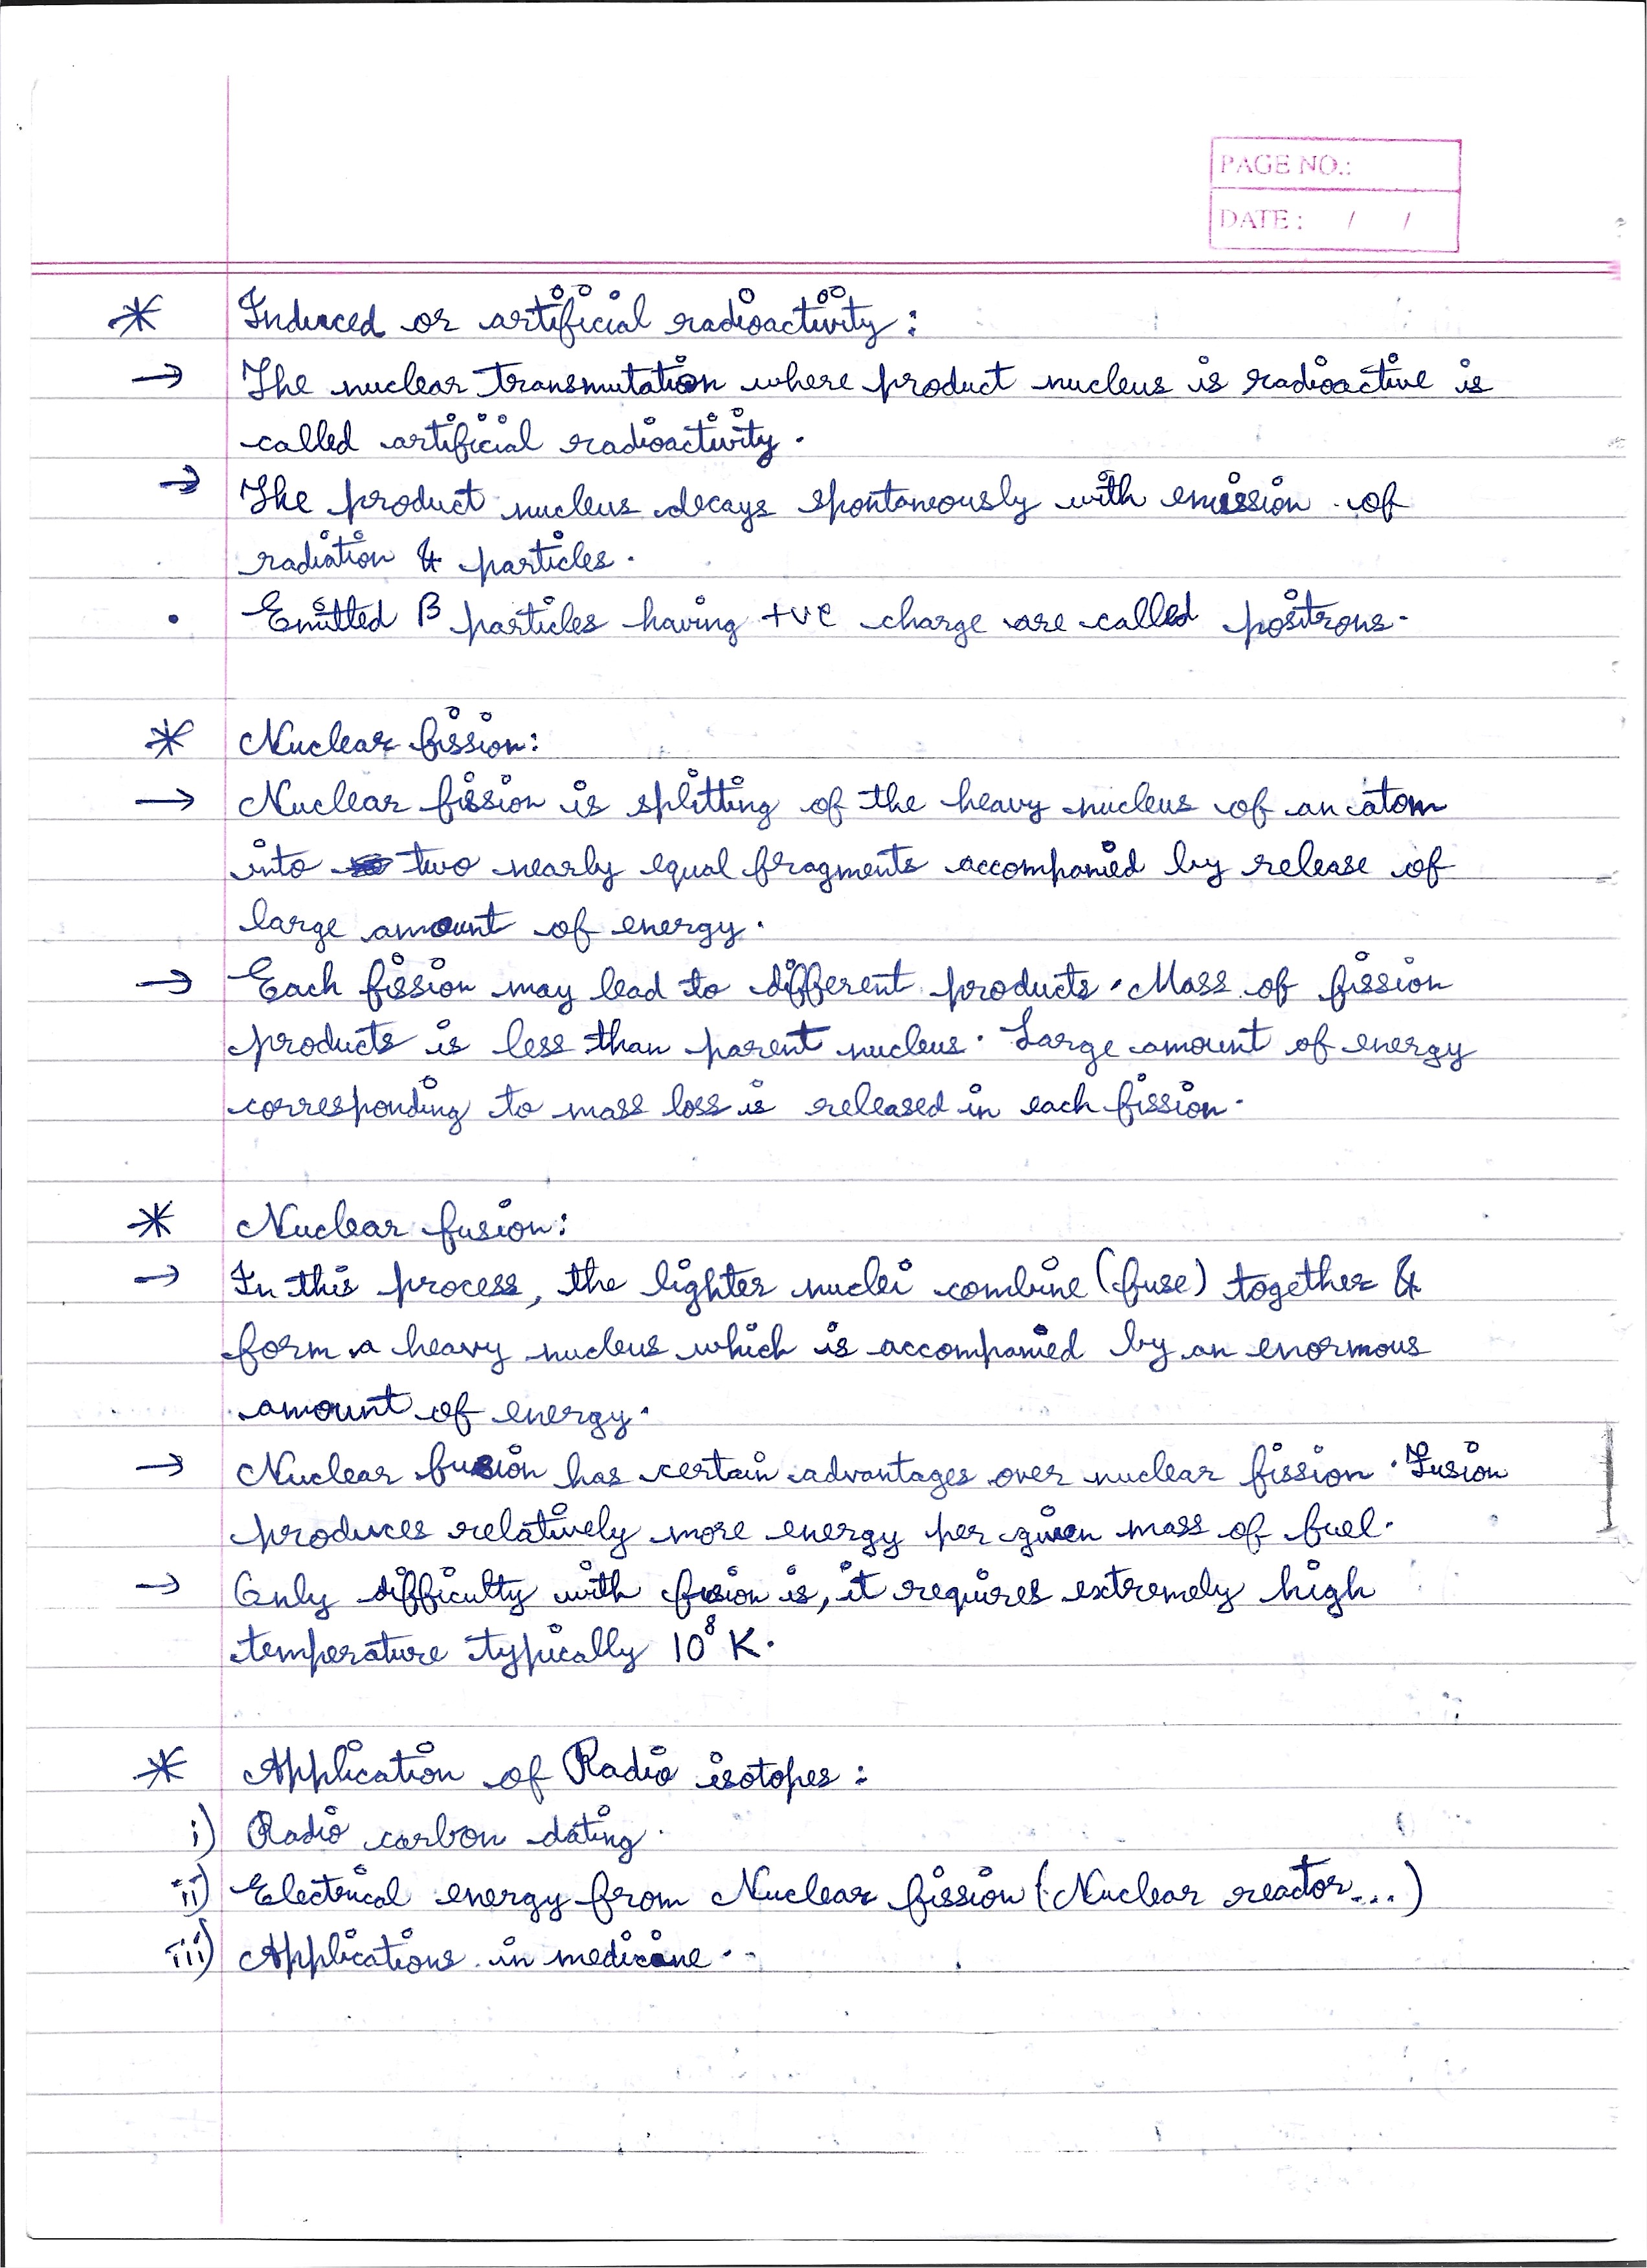 PAGE NO.:
DATE: / /
* Induced or artificial radioactivity:
→ The nuclear transmutation where product nucleus is radioactive is
called artificial radioactivity.
→ The product nucleus decays spontaneously with emission of
radiation & particles.
• Emitted β particles having +ve charge are called positrons.
* Nuclear fission:
→ Nuclear fission is splitting of the heavy nucleus of an atom
into two nearly equal fragments accompanied by release of
large amount of energy.
→ Each fission may lead to different products. Mass of fission
products is less than parent nucleus. Large amount of energy
corresponding to mass loss is released in each fission.
* Nuclear fusion:
→ In this process, the lighter nuclei combine (fuse) together &
form a heavy nucleus which is accompanied by an enormous
amount of energy.
→ Nuclear fusion has certain advantages over nuclear fission. Fusion
produces relatively more energy per given mass of fuel.
→ Only difficulty with fusion is, it requires extremely high
temperature typically 10⁸ K.
* Application of Radio isotopes:
i) Radio carbon dating.
ii) Electrical energy from Nuclear fission (Nuclear reactor...)
iii) Applications in medicine..